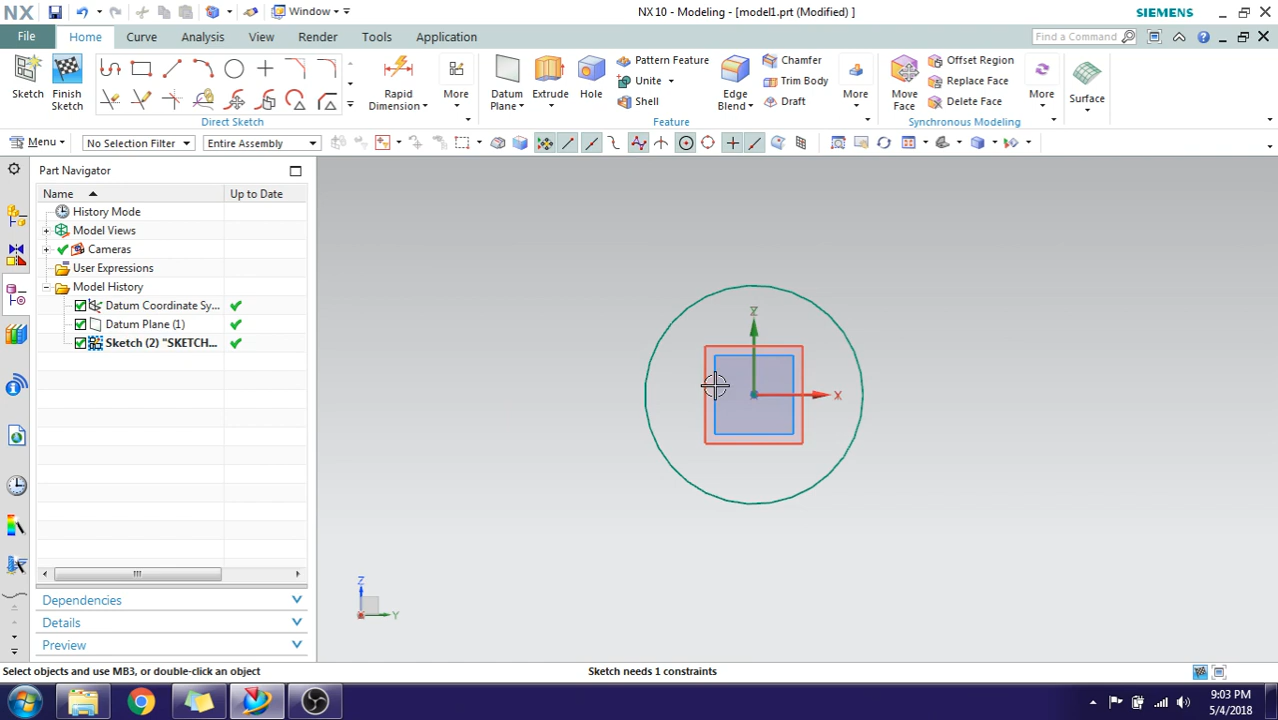 NX
Window
NX 10 - Modeling - [model1.prt (Modified) ]
SIEMENS
File
Home
Curve
Analysis
View
Render
Tools
Application
Find a Command
Sketch
Finish
Sketch
Direct Sketch
Rapid
Dimension
More
Datum
Plane
Extrude
Hole
Pattern Feature
Unite
Shell
Edge
Blend
Chamfer
Trim Body
Draft
More
Feature
Move
Face
Offset Region
Replace Face
Delete Face
More
Synchronous Modeling
Surface
Menu
No Selection Filter
Entire Assembly
Part Navigator
Name
Up to Date
History Mode
Model Views
Cameras
User Expressions
Model History
Datum Coordinate Sy...
Datum Plane (1)
Sketch (2) "SKETCH...
Dependencies
Details
Preview
Z
X
Z
Y
Select objects and use MB3, or double-click an object
Sketch needs 1 constraints
9:03 PM
5/4/2018